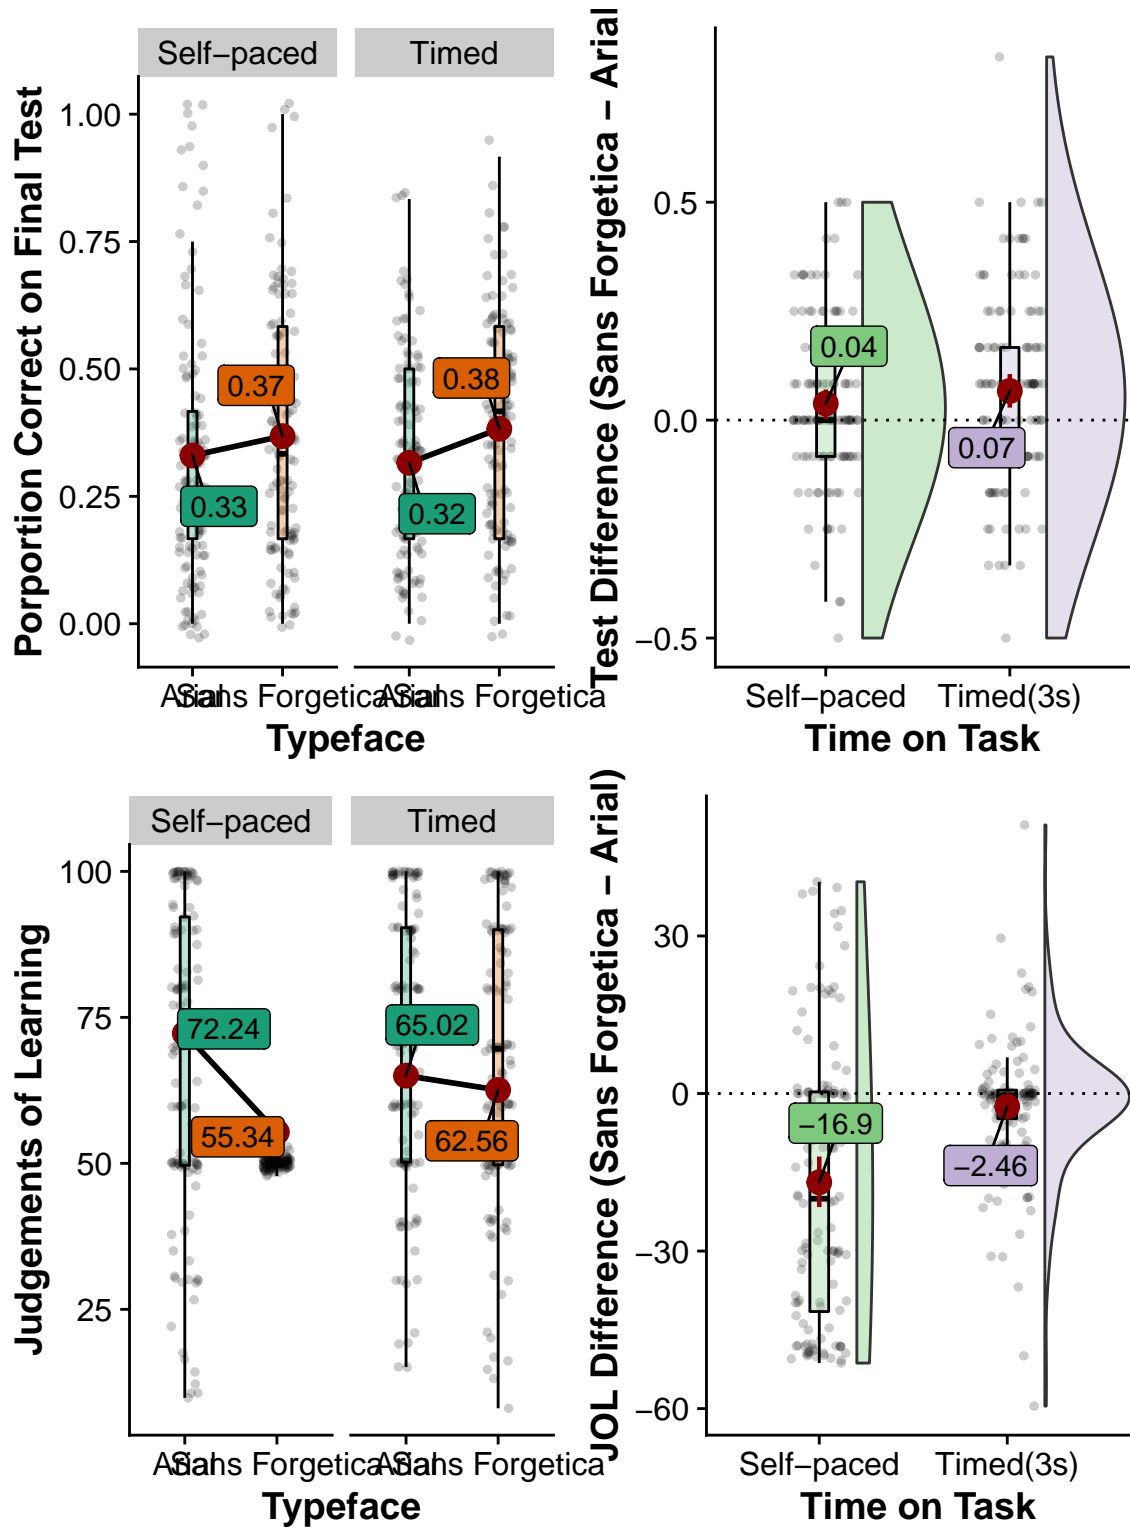 Self−paced
Timed
Porportion Correct on Final Test
1.00
0.75
0.50
0.25
0.00
0.37
0.33
0.38
0.32
Arial
Sans Forgetica
Arial
Sans Forgetica
Typeface
Test Difference (Sans Forgetica − Arial
0.5
0.0
−0.5
0.04
0.07
Self−paced
Timed(3s)
Time on Task
Self−paced
Timed
Judgements of Learning
100
75
50
25
72.24
55.34
65.02
62.56
Arial
Sans Forgetica
Arial
Sans Forgetica
Typeface
JOL Difference (Sans Forgetica − Arial)
30
0
−30
−60
−16.9
−2.46
Self−paced
Timed(3s)
Time on Task